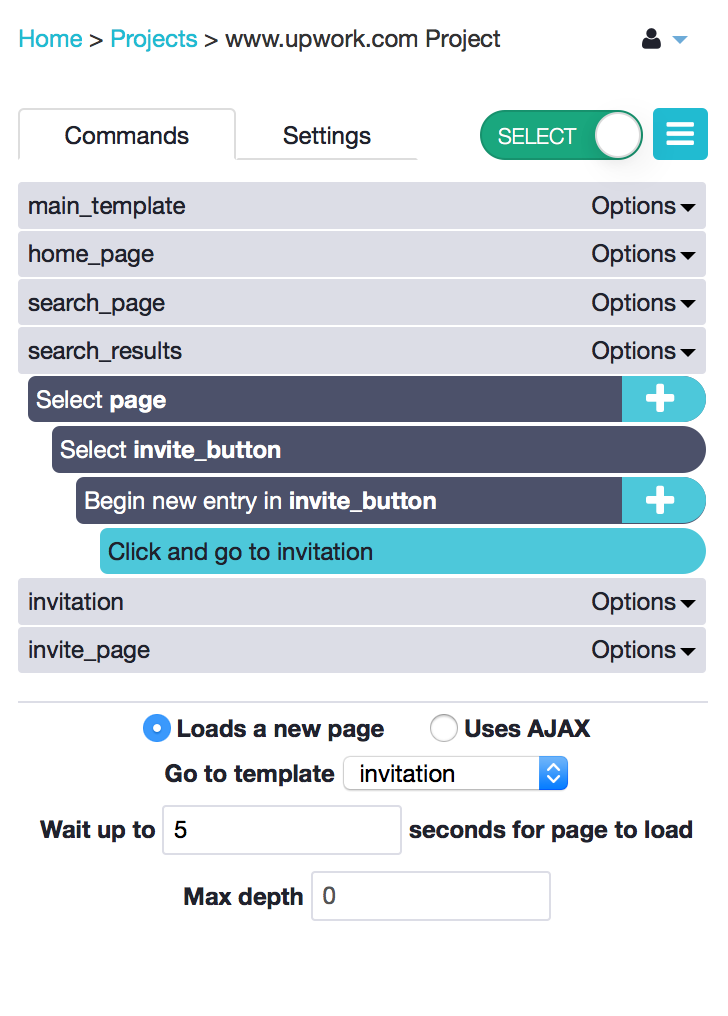 Home > Projects > www.upwork.com Project
Commands Settings SELECT
main_template Options
home_page Options
search_page Options
search_results Options
Select page
Select invite_button
Begin new entry in invite_button
Click and go to invitation
invitation Options
invite_page Options
Loads a new page Uses AJAX
Go to template invitation
Wait up to 5 seconds for page to load
Max depth 0